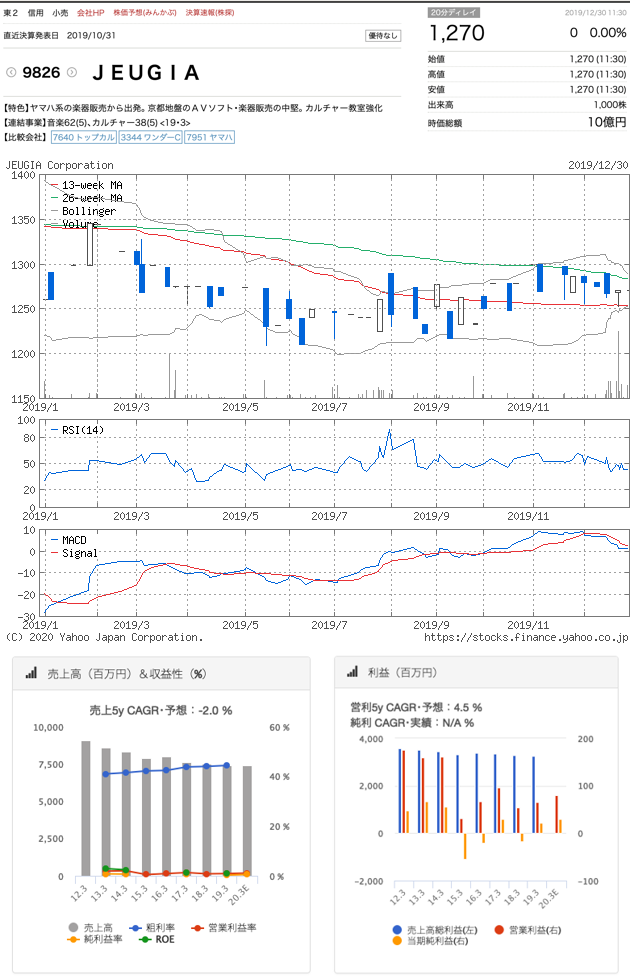 東2 信用 小売 会社HP 株価予想(みんかぶ) 決算速報(株探)
直近決算発表日 2019/10/31 優待なし
9826 JEUGIA
【特色】ヤマハ系の楽器販売から出発。京都地盤のAVソフト・楽器販売の中堅。カルチャー教室強化
【連結事業】音楽62(5)、カルチャー38(5) <19・3>
【比較会社】 7640 トップカル 3344 ワンダーC 7951 ヤマハ
20分ディレイ 2019/12/30 11:30
1,270 0 0.00%
始値 1,270 (11:30)
高値 1,270 (11:30)
安値 1,270 (11:30)
出来高 1,000株
時価総額 10億円
JEUGIA Corporation 2019/12/30
1400
13-week MA
26-week MA
Bollinger
Volume
1350
1300
1250
1200
1150
2019/1 2019/3 2019/5 2019/7 2019/9 2019/11
100
RSI(14)
80
50
20
0
2019/1 2019/3 2019/5 2019/7 2019/9 2019/11
10
MACD
0
Signal
-10
-20
-30
2019/1 2019/3 2019/5 2019/7 2019/9 2019/11
(C) 2020 Yahoo Japan Corporation. https://stocks.finance.yahoo.co.jp
売上高（百万円）＆収益性（%）
売上5y CAGR・予想：-2.0 %
10,000 60 %
7,500
40 %
5,000
20 %
2,500
0 0 %
12.3 13.3 14.3 15.3 16.3 17.3 18.3 19.3 20.3E
売上高 粗利率 営業利益率
純利益率 ROE
利益（百万円）
営利5y CAGR・予想：4.5 %
純利 CAGR・実績：N/A %
4,000 200
2,000 100
0 0
-2,000 -100
12.3 13.3 14.3 15.3 16.3 17.3 18.3 19.3 20.3E
売上高総利益(左) 営業利益(右)
当期純利益(右)